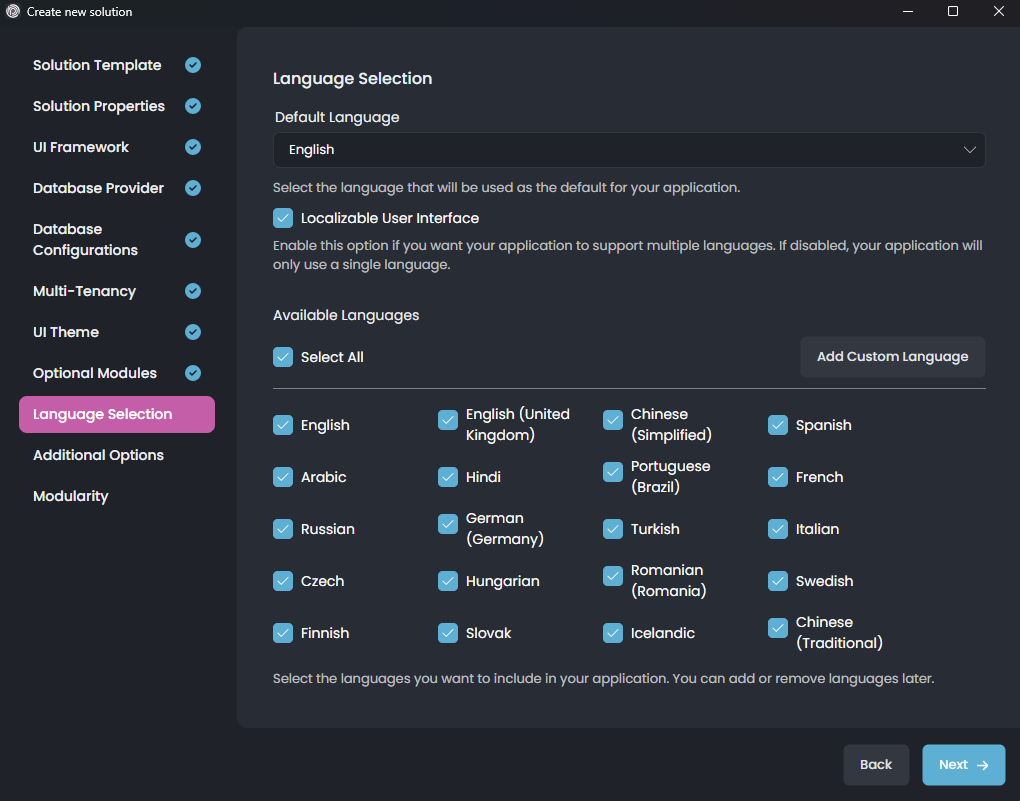 Create new solution
Solution Template
Solution Properties
UI Framework
Database Provider
Database
Configurations
Multi-Tenancy
UI Theme
Optional Modules
Language Selection
Additional Options
Modularity
Language Selection
Default Language
English
Select the language that will be used as the default for your application.
Localizable User Interface
Enable this option if you want your application to support multiple languages. If disabled, your application will
only use a single language.
Available Languages
Select All
Add Custom Language
English
English (United
Kingdom)
Chinese
(Simplified)
Spanish
Arabic
Hindi
Portuguese
(Brazil)
French
Russian
German
(Germany)
Turkish
Italian
Czech
Hungarian
Romanian
(Romania)
Swedish
Finnish
Slovak
Icelandic
Chinese
(Traditional)
Select the languages you want to include in your application. You can add or remove languages later.
Back
Next